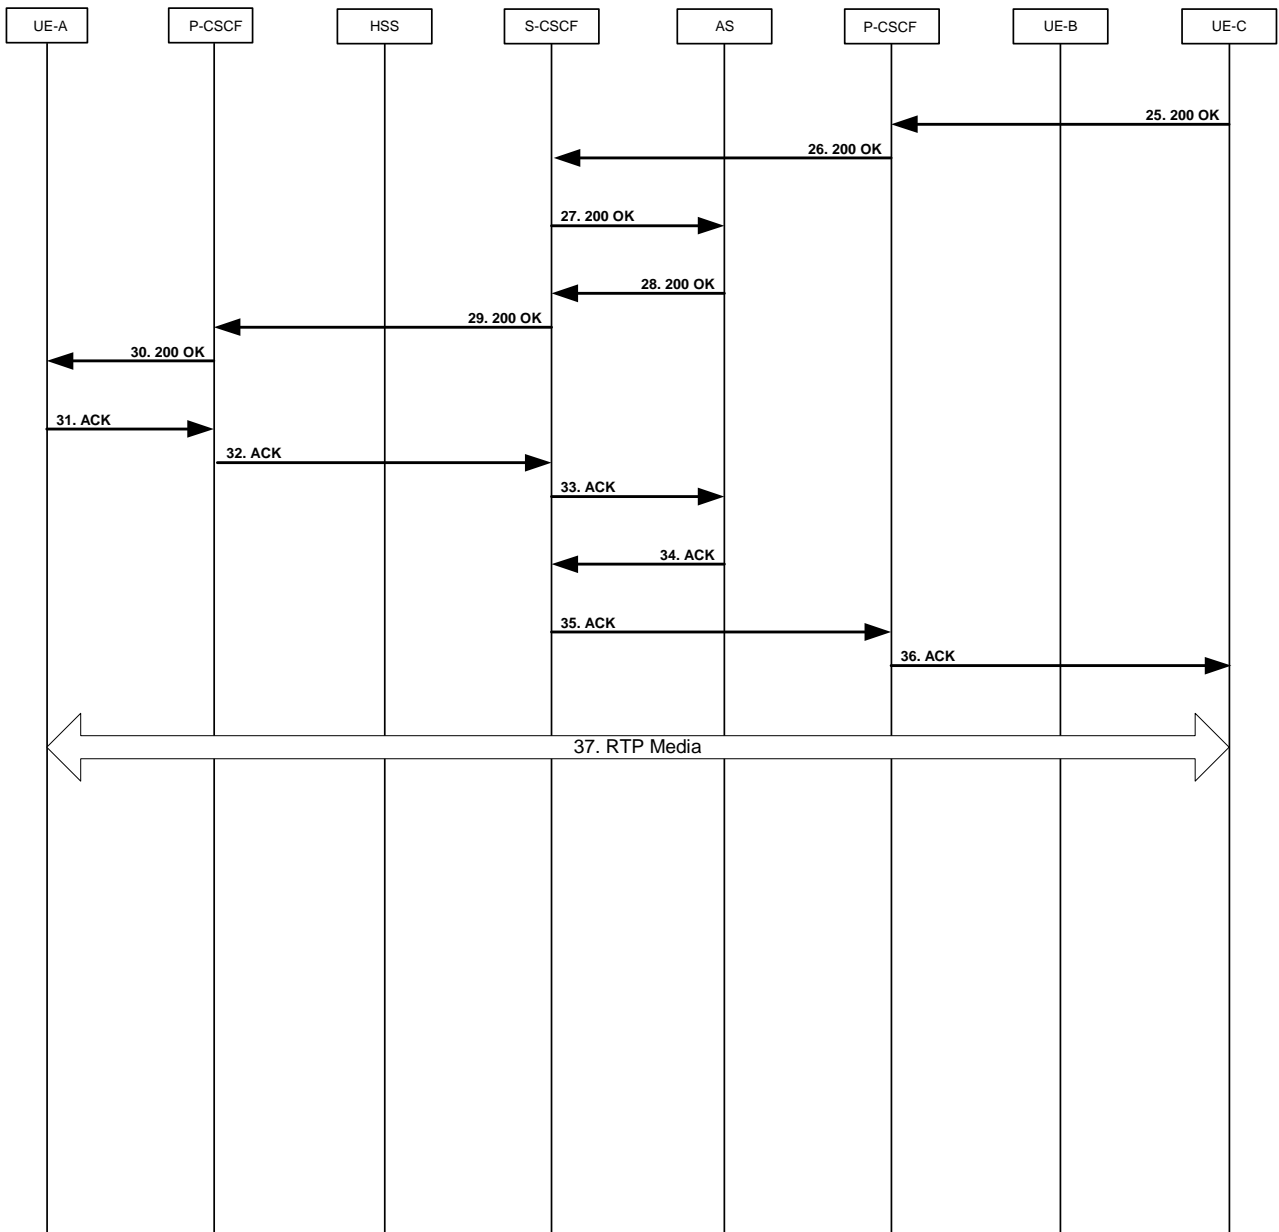 UE-A
P-CSCF
HSS
S-CSCF
AS
P-CSCF
UE-B
UE-C
25. 200 OK
26. 200 OK
27. 200 OK
28. 200 OK
29. 200 OK
30. 200 OK
31. ACK
32. ACK
33. ACK
34. ACK
35. ACK
36. ACK
37. RTP Media